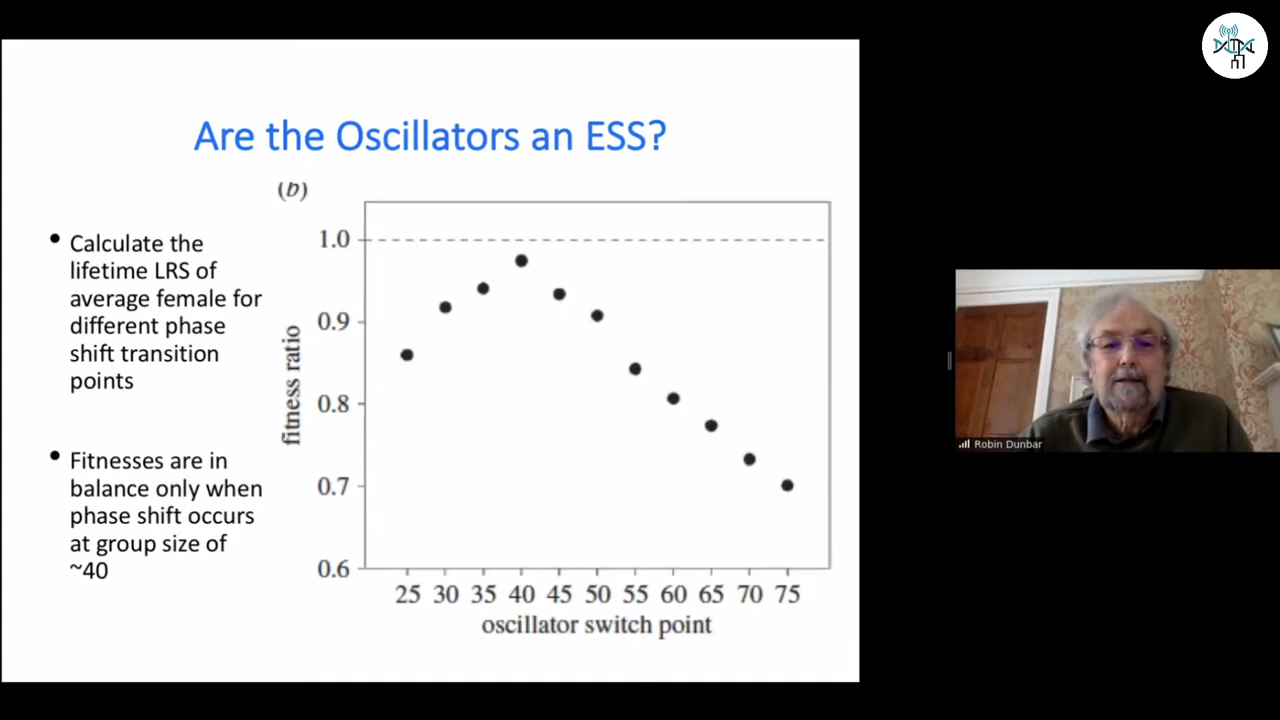 Are the Oscillators an ESS?
(b)
• Calculate the
lifetime LRS of
average female for
different phase
shift transition
points
• Fitnesses are in
balance only when
phase shift occurs
at group size of
~40
fitness ratio
1.0
0.9
0.8
0.7
0.6
25 30 35 40 45 50 55 60 65 70 75
oscillator switch point
Robin Dunbar